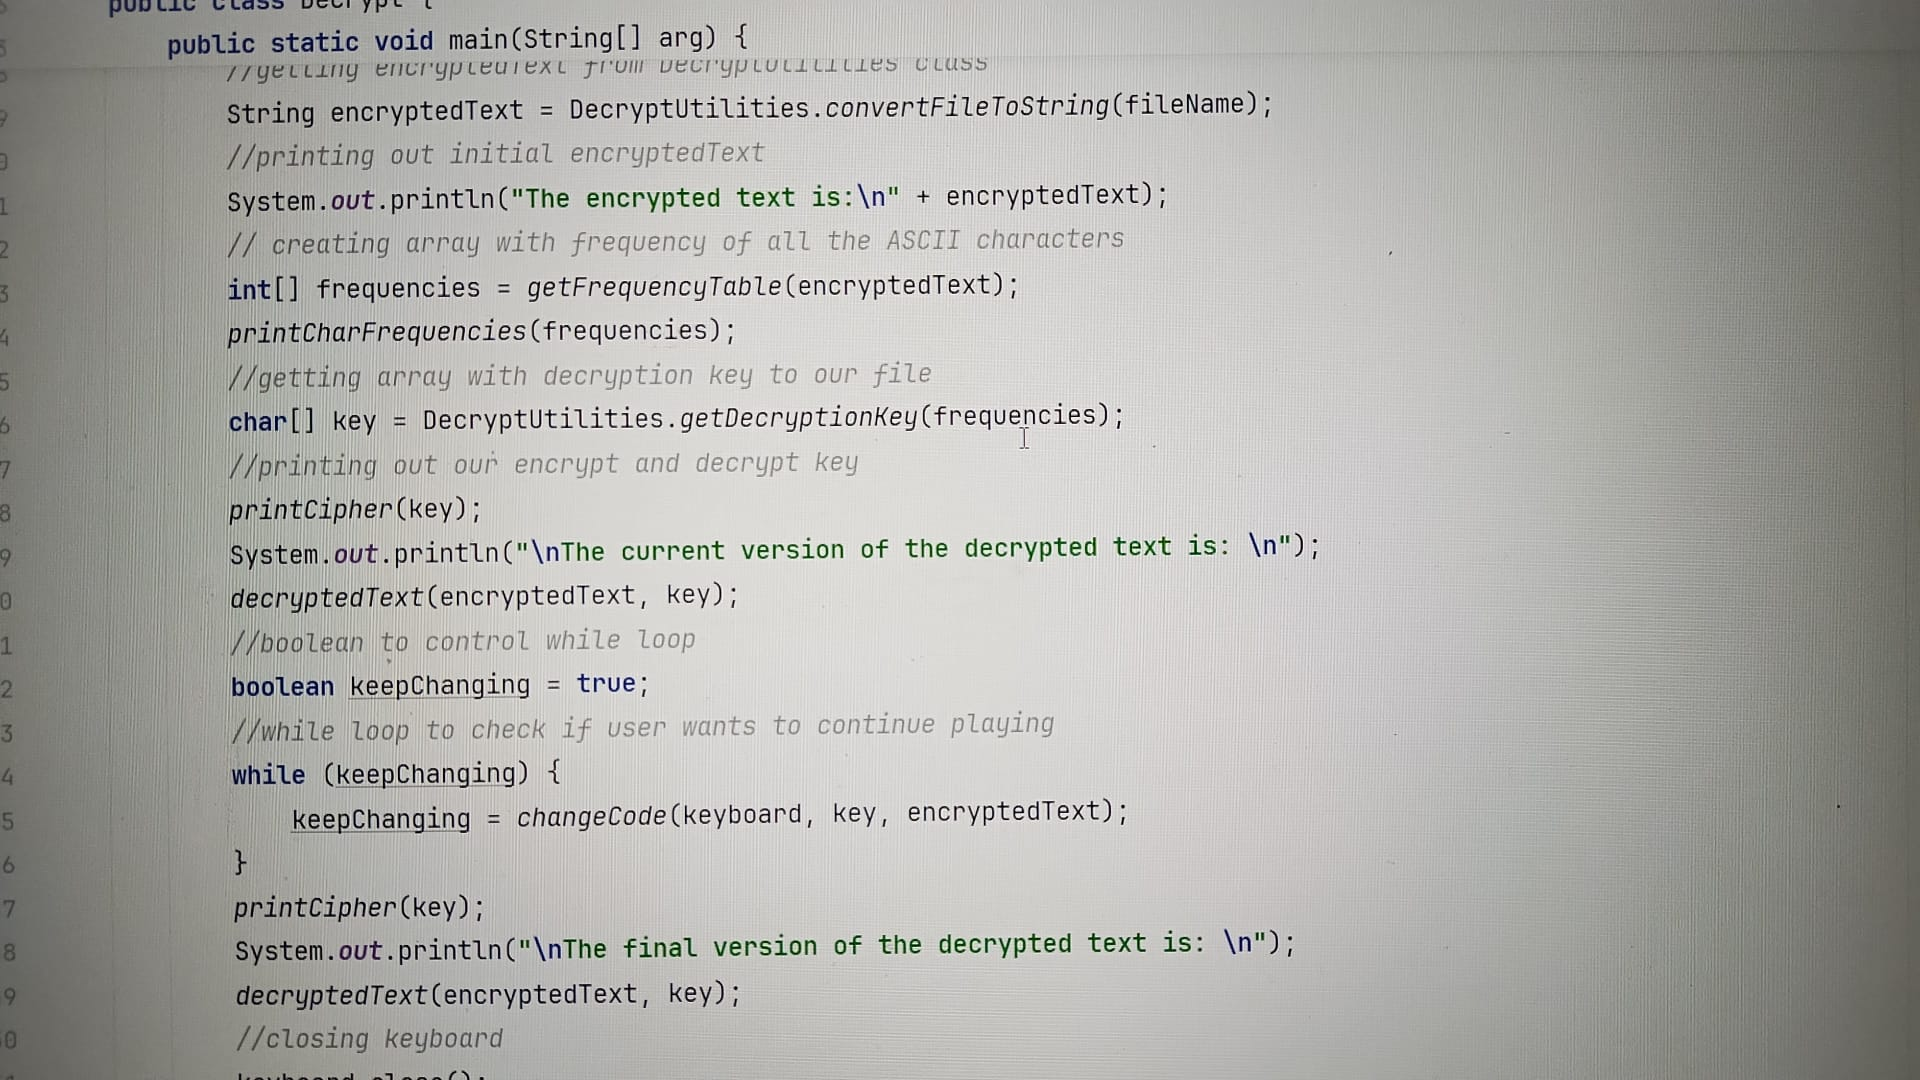 public class Decrypt {
public static void main(String[] arg) {
//getting encryptedText from DecryptUtilities class
String encryptedText = DecryptUtilities.convertFileToString(fileName);
//printing out initial encryptedText
System.out.println("The encrypted text is:\n" + encryptedText);
// creating array with frequency of all the ASCII characters
int[] frequencies = getFrequencyTable(encryptedText);
printCharFrequencies(frequencies);
//getting array with decryption key to our file
char[] key = DecryptUtilities.getDecryptionKey(frequencies);
//printing out our encrypt and decrypt key
printCipher(key);
System.out.println("\nThe current version of the decrypted text is: \n");
decryptedText(encryptedText, key);
//boolean to control while loop
boolean keepChanging = true;
//while loop to check if user wants to continue playing
while (keepChanging) {
keepChanging = changeCode(keyboard, key, encryptedText);
}
printCipher(key);
System.out.println("\nThe final version of the decrypted text is: \n");
decryptedText(encryptedText, key);
//closing keyboard
keyboard.close();